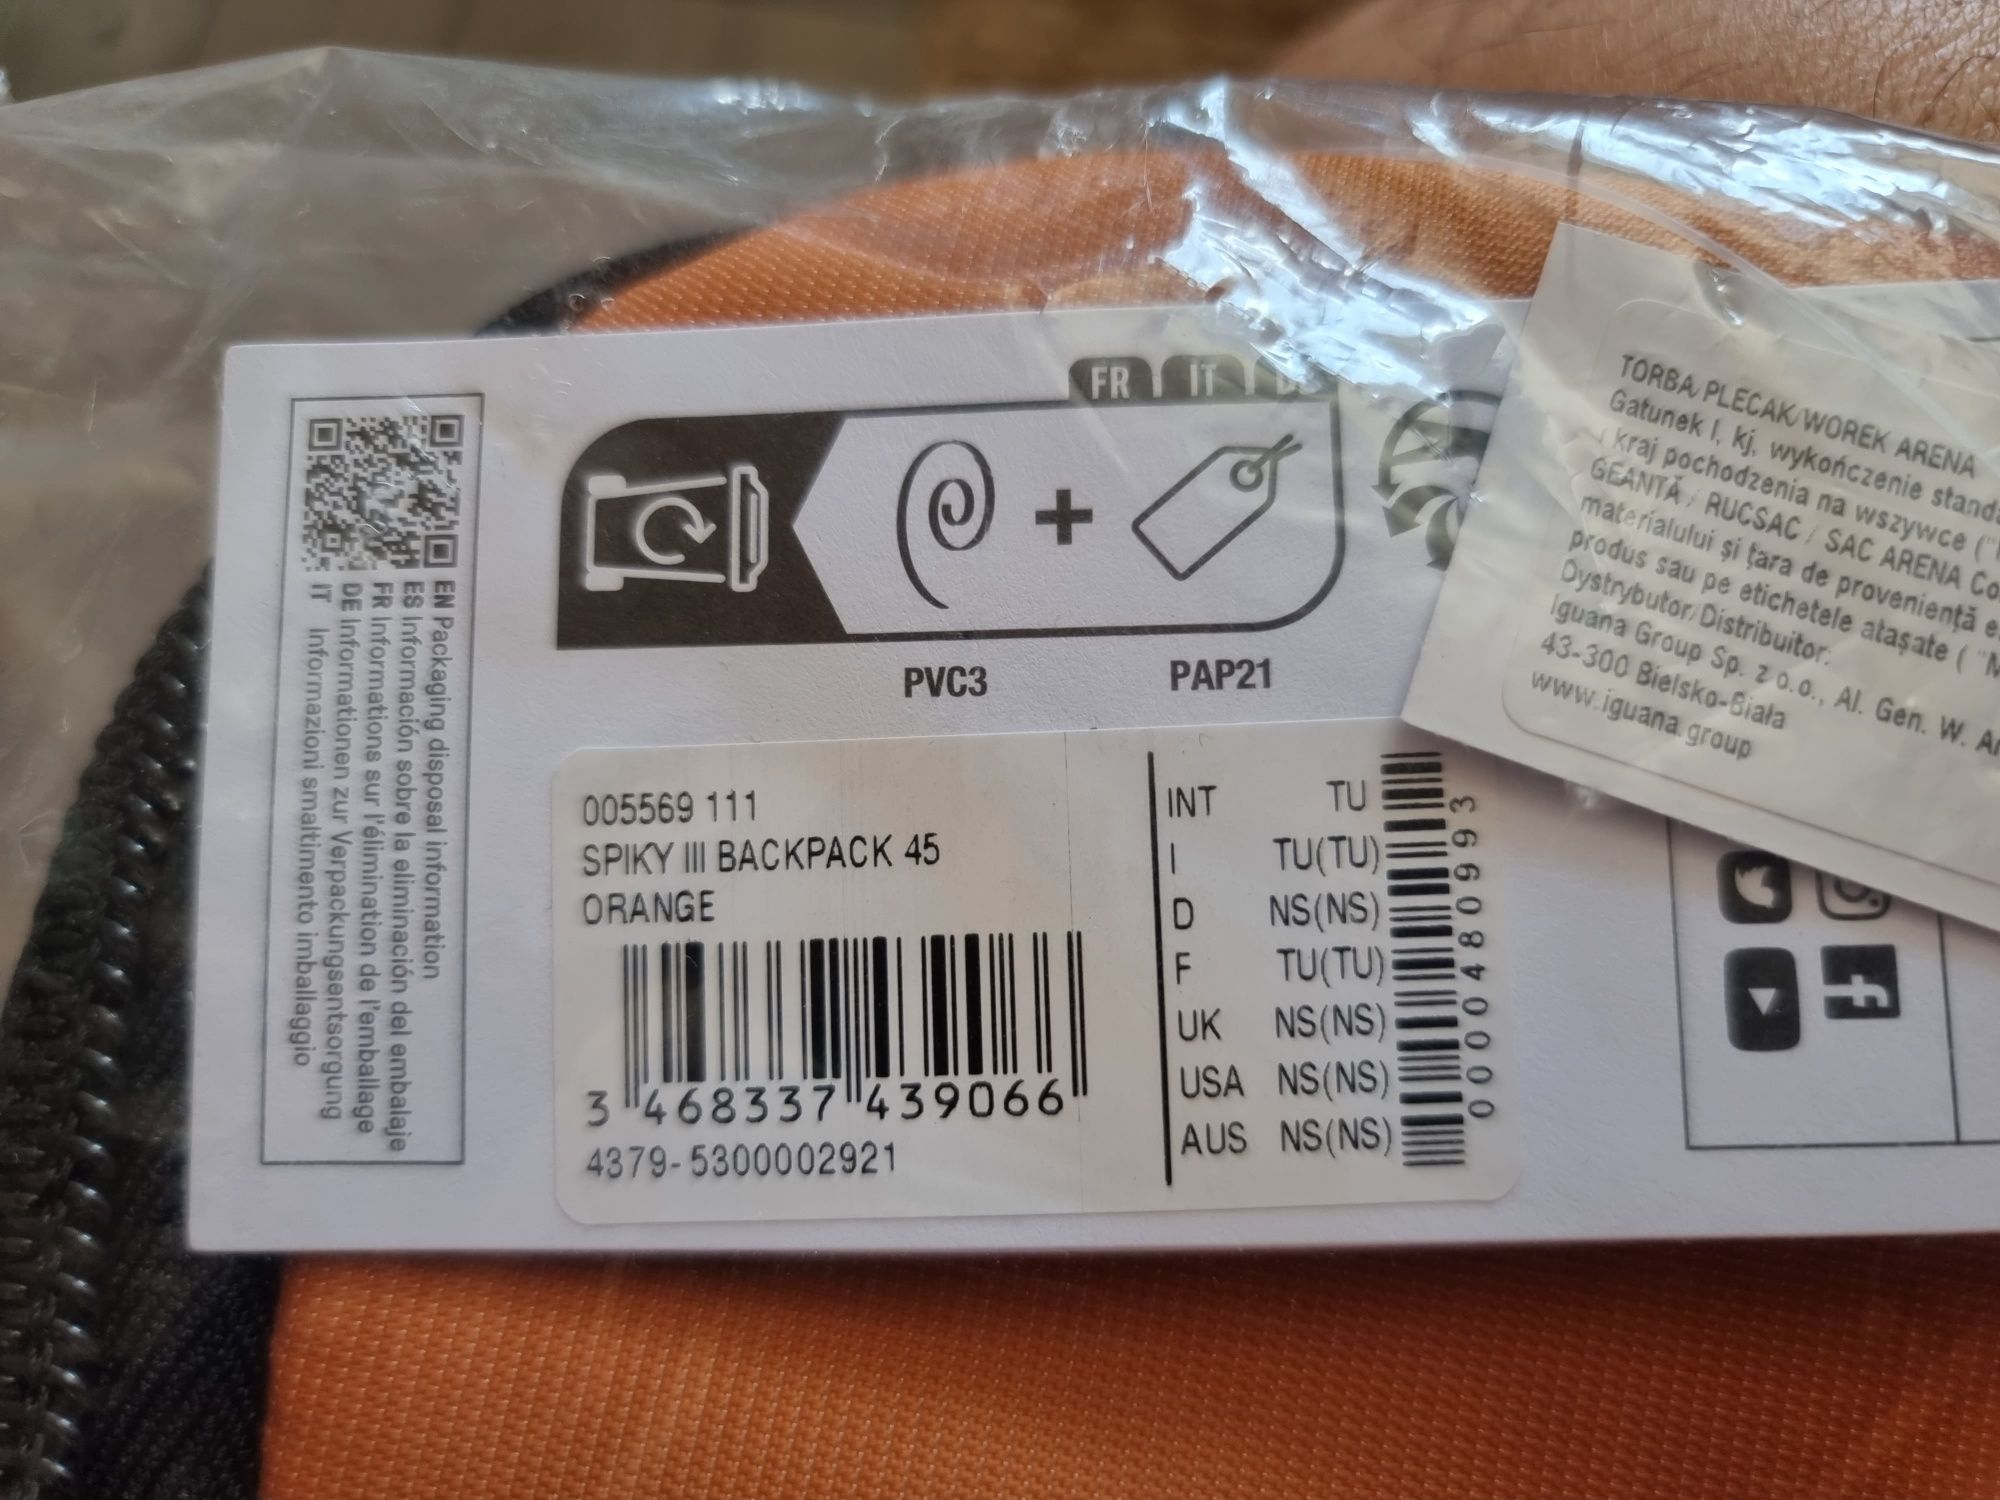 FR IT
PVC3 PAP21
EN Packaging disposal information
ES Información sobre la eliminación del embalaje
FR Informations sur l'élimination de l'emballage
DE Informationen zur Verpackungsentsorgung
IT Informazioni smaltimento imballaggio
005569 111
SPIKY III BACKPACK 45
ORANGE
3 468337 439066
4379-5300002921
INT TU
I TU(TU)
D NS(NS)
F TU(TU)
UK NS(NS)
USA NS(NS)
AUS NS(NS)
0000480993
TORBA/PLECAK/WOREK ARENA
Gatunek I, kj, wykończenie
i kraj pochodzenia na wszywce
GEANTĂ / RUCSAC / SAC ARENA
materialului și țara de proveniență
produs sau pe etichetele atașate
Dystrybutor/Distribuitor:
Iguana Group Sp. z o.o., Al. Gen. W.
43-300 Bielsko-Biała
www.iguana.group